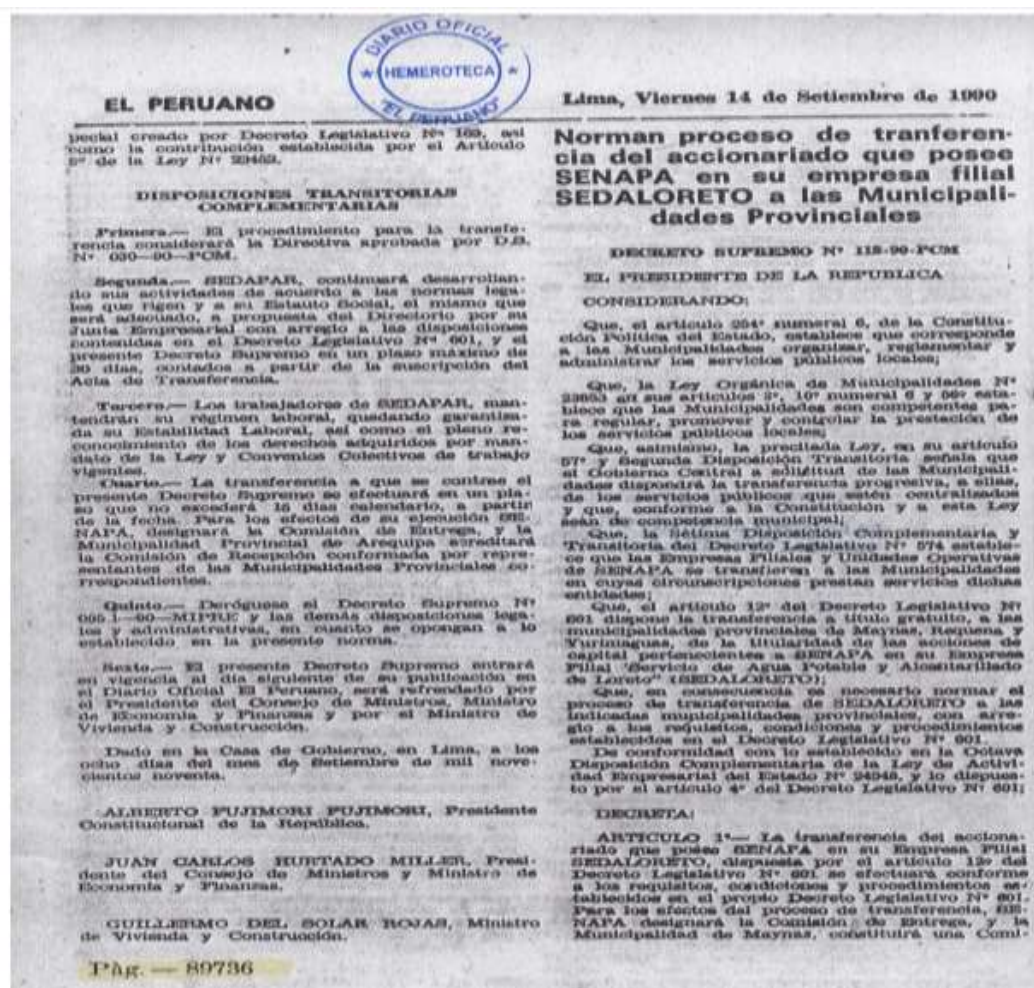 DIARIO OFICIAL
HEMEROTECA
"EL PERUANO"
EL PERUANO
Lima, Viernes 14 de Setiembre de 1990
pecial creado por Decreto Legislativo Nº 163, así
como la contribución establecida por el Artículo
5º de la Ley Nº
DISPOSICIONES TRANSITORIAS
COMPLEMENTARIAS
Primera.— El procedimiento para la transfe-
rencia considerará la Directiva aprobada por D.S.
Nº 030—90—PCM.
Segunda.— SEDAPAR, continuará desarrollan-
do sus actividades de acuerdo a las normas lega-
les que rigen y a su Estauto Social, el mismo que
será adecuado, a propuesta del Directorio por su
Junta Empresarial con arreglo a las disposiciones
contenidas en el Decreto Legislativo Nº 601, y el
presente Decreto Supremo en un plazo máximo de
30 días, contados a partir de la suscripción del
Acta de Transferencia.
Tercero.— Los trabajadores de SEDAPAR, man-
tendrán su régimen laboral, quedando garantiza-
da su Estabilidad Laboral, así como el pleno re-
conocimiento de los derechos adquiridos por man-
dato de la Ley y Convenios Colectivos de trabajo
vigentes.
Cuarto.— La transferencia a que se contrae el
presente Decreto Supremo se efectuará en un pla-
zo que no excederá 15 días calendario, a partir
de la fecha. Para los efectos de su ejecución SE-
NAPA, designará la Comisión de Entrega, y la
Municipalidad Provincial de Arequipa acreditará
la Comisión de Recepción conformada por repre-
sentantes de las Municipalidades Provinciales co-
rrespondientes.
Quinto.— Deróguese el Decreto Supremo Nº
—90—MIPRE y las demás disposiciones lega-
les y administrativas, en cuanto se opongan a lo
establecido en la presente norma.
Sexto.— El presente Decreto Supremo entrará
en vigencia al día siguiente de su publicación en
el Diario Oficial El Peruano, será refrendado por
el Presidente del Consejo de Ministros, Ministro
de Economía y Finanzas y por el Ministro de
Vivienda y Construcción.
Dado en la Casa de Gobierno, en Lima, a los
ocho días del mes de Setiembre de mil nove-
cientos noventa.
ALBERTO FUJIMORI FUJIMORI, Presidente
Constitucional de la República.
JUAN CARLOS HURTADO MILLER, Presi-
dente del Consejo de Ministros y Ministro de
Economía y Finanzas.
GUILLERMO DEL SOLAR ROJAS, Ministro
de Vivienda y Construcción.
Pág. — 89736
Norman proceso de tranferen-
cia del accionariado que posee
SENAPA en su empresa filial
SEDALORETO a las Municipali-
dades Provinciales
DECRETO SUPREMO Nº 118-90-PCM
EL PRESIDENTE DE LA REPUBLICA
CONSIDERANDO:
Que, el artículo 254º numeral 6, de la Constitu-
ción Política del Estado, establece que corresponde
a las Municipalidades organizar, reglamentar y
administrar los servicios públicos locales;
Que, la Ley Orgánica de Municipalidades Nº
23853 en sus artículos 10º numeral 6 y esta-
blece que las Municipalidades son competentes pa-
ra regular, promover y controlar la prestación de
los servicios públicos locales;
Que, asimismo, la precitada Ley, en su artículo
57º y Segunda Disposición Transitoria señala que
el Gobierno Central a solicitud de las Municipali-
dades dispondrá la transferencia progresiva, a ellas,
de los servicios públicos que estén centralizados
y que, conforme a la Constitución y a esta Ley
sean de competencia municipal;
Que, la Sétima Disposición Complementaria y
Transitoria del Decreto Legislativo Nº 574 estable-
ce que las Empresas Filiales y Unidades Operativas
de SENAPA se transfieren a las Municipalidades
en cuyas circunscripciones prestan servicios dichas
entidades;
Que, el artículo 12º del Decreto Legislativo Nº
601 dispone la transferencia a título gratuito, a las
municipalidades provinciales de Maynas, Requena y
Yurimaguas, de la titularidad de las acciones de
capital pertenecientes a SENAPA en su Empresa
Filial "Servicio de Agua Potable y Alcantarillado
de Loreto" (SEDALORETO);
Que, en consecuencia es necesario normar el
proceso de transferencia de SEDALORETO a las
indicadas municipalidades provinciales, con arre-
glo a los requisitos, condiciones y procedimientos
establecidos en el Decreto Legislativo Nº 601.
De conformidad con lo establecido en la Octava
Disposición Complementaria de la Ley de Activi-
dad Empresarial del Estado Nº 24948, y lo dispues-
to por el artículo 4º del Decreto Legislativo Nº 601;
DECRETA:
ARTICULO 1º— La transferencia del acciona-
riado que posee SENAPA en su Empresa Filial
SEDALORETO, dispuesta por el artículo 12º del
Decreto Legislativo Nº 601 se efectuará conforme
a los requisitos, condiciones y procedimientos es-
tablecidos en el propio Decreto Legislativo Nº 601.
Para los efectos del proceso de transferencia, SE-
NAPA designará la Comisión de Entrega, y la
Municipalidad de Maynas, constituirá una Comi-